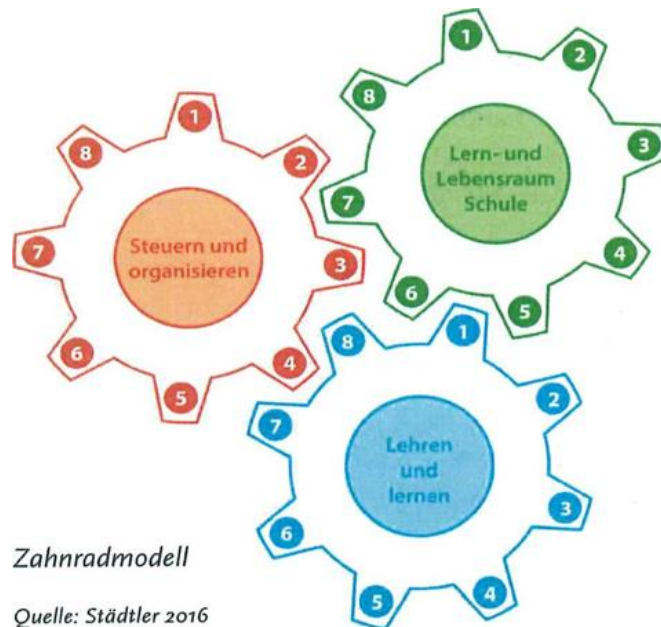 1
2
3
4
5
6
7
8
Steuern und
organisieren
1
2
3
4
5
6
7
8
Lern- und
Lebensraum
Schule
1
2
3
4
5
6
7
8
Lehren
und
lernen
Zahnradmodell
Quelle: Städtler 2016